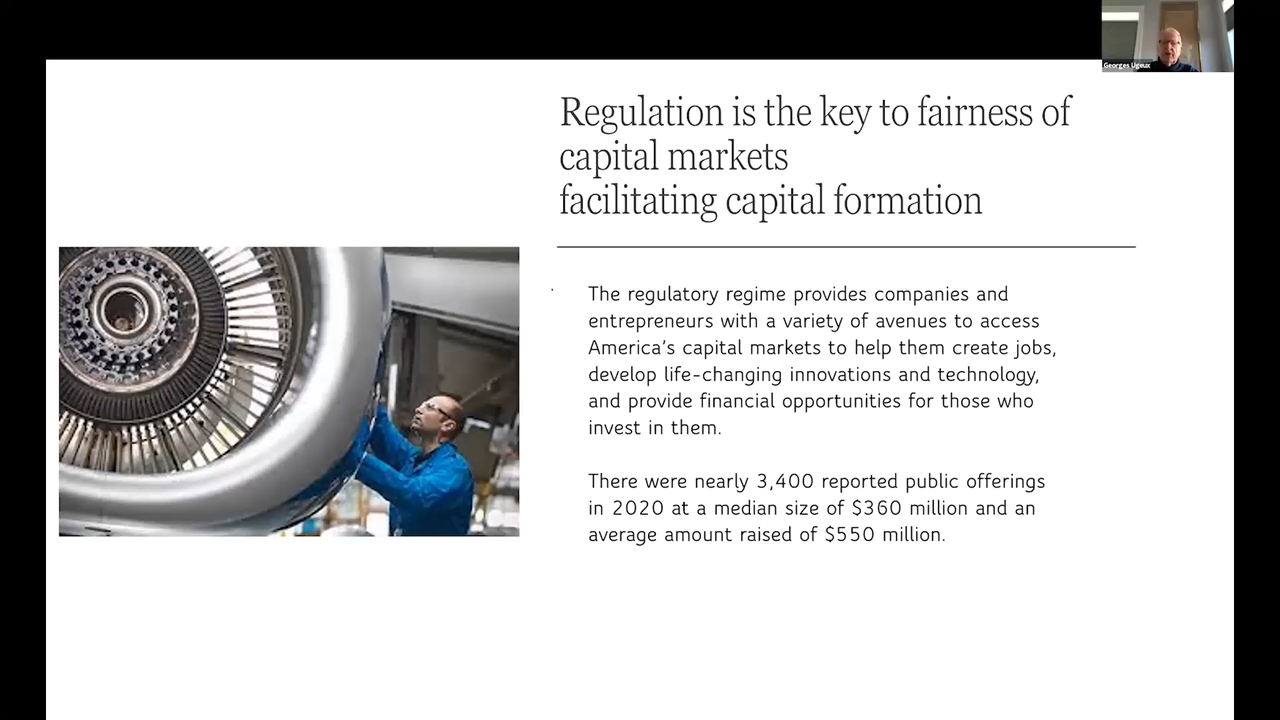 Georges Ugeux
Regulation is the key to fairness of
capital markets
facilitating capital formation
The regulatory regime provides companies and
entrepreneurs with a variety of avenues to access
America’s capital markets to help them create jobs,
develop life-changing innovations and technology,
and provide financial opportunities for those who
invest in them.
There were nearly 3,400 reported public offerings
in 2020 at a median size of $360 million and an
average amount raised of $550 million.